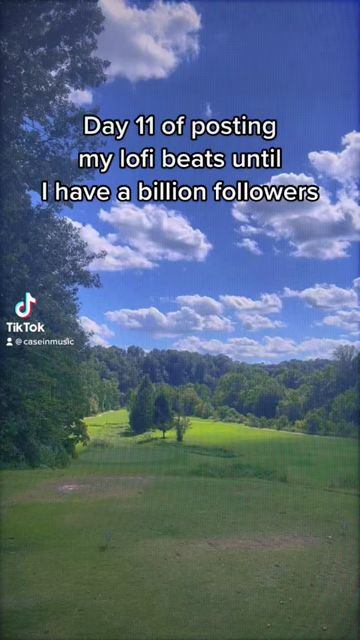 Day 11 of posting
my lofi beats until
I have a billion followers
TikTok
@caseinmusic